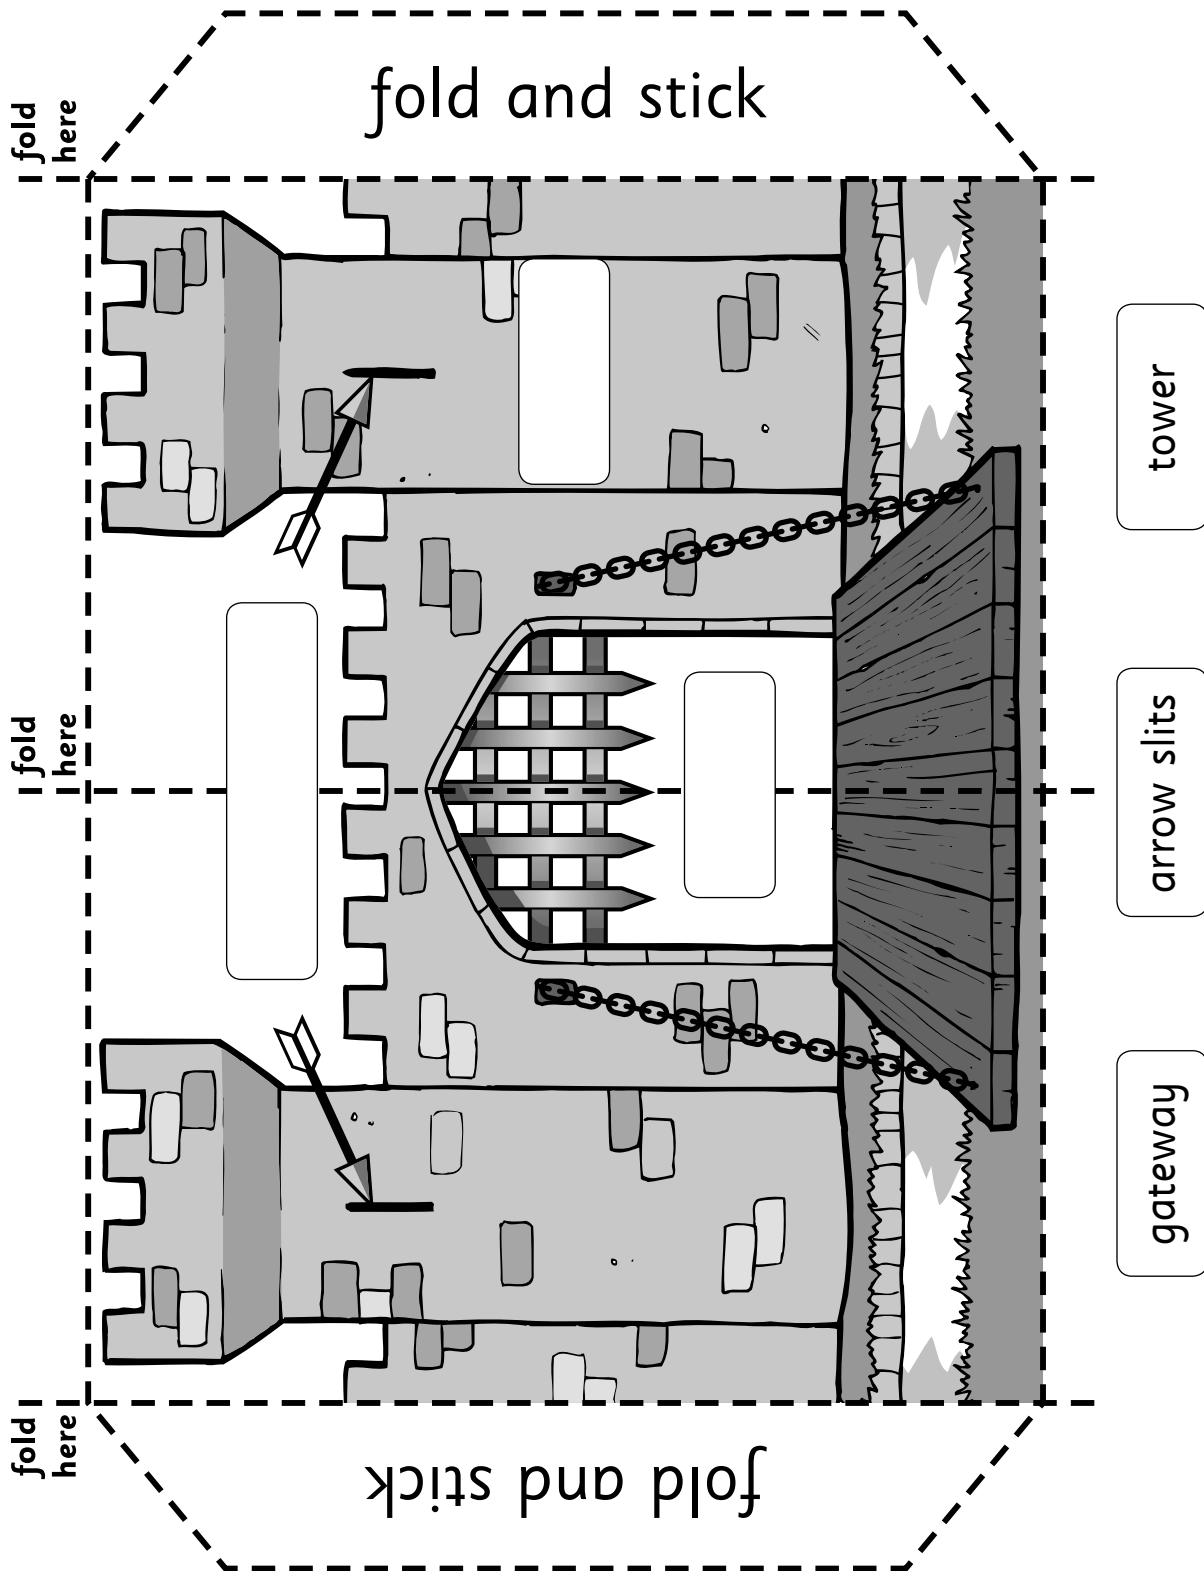 fold and stick
fold
here
tower
fold
here
arrow slits
gateway
fold
here
fold and stick